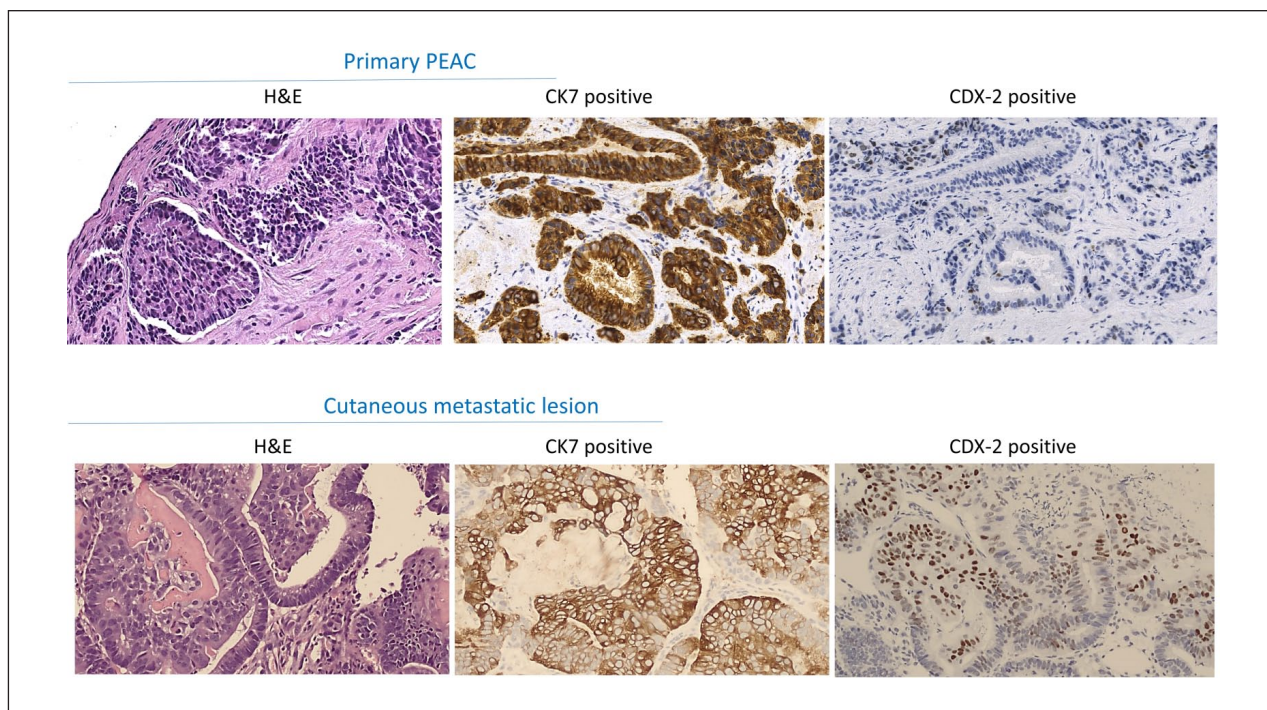 Primary PEAC
H&E
CK7 positive
CDX-2 positive
Cutaneous metastatic lesion
H&E
CK7 positive
CDX-2 positive